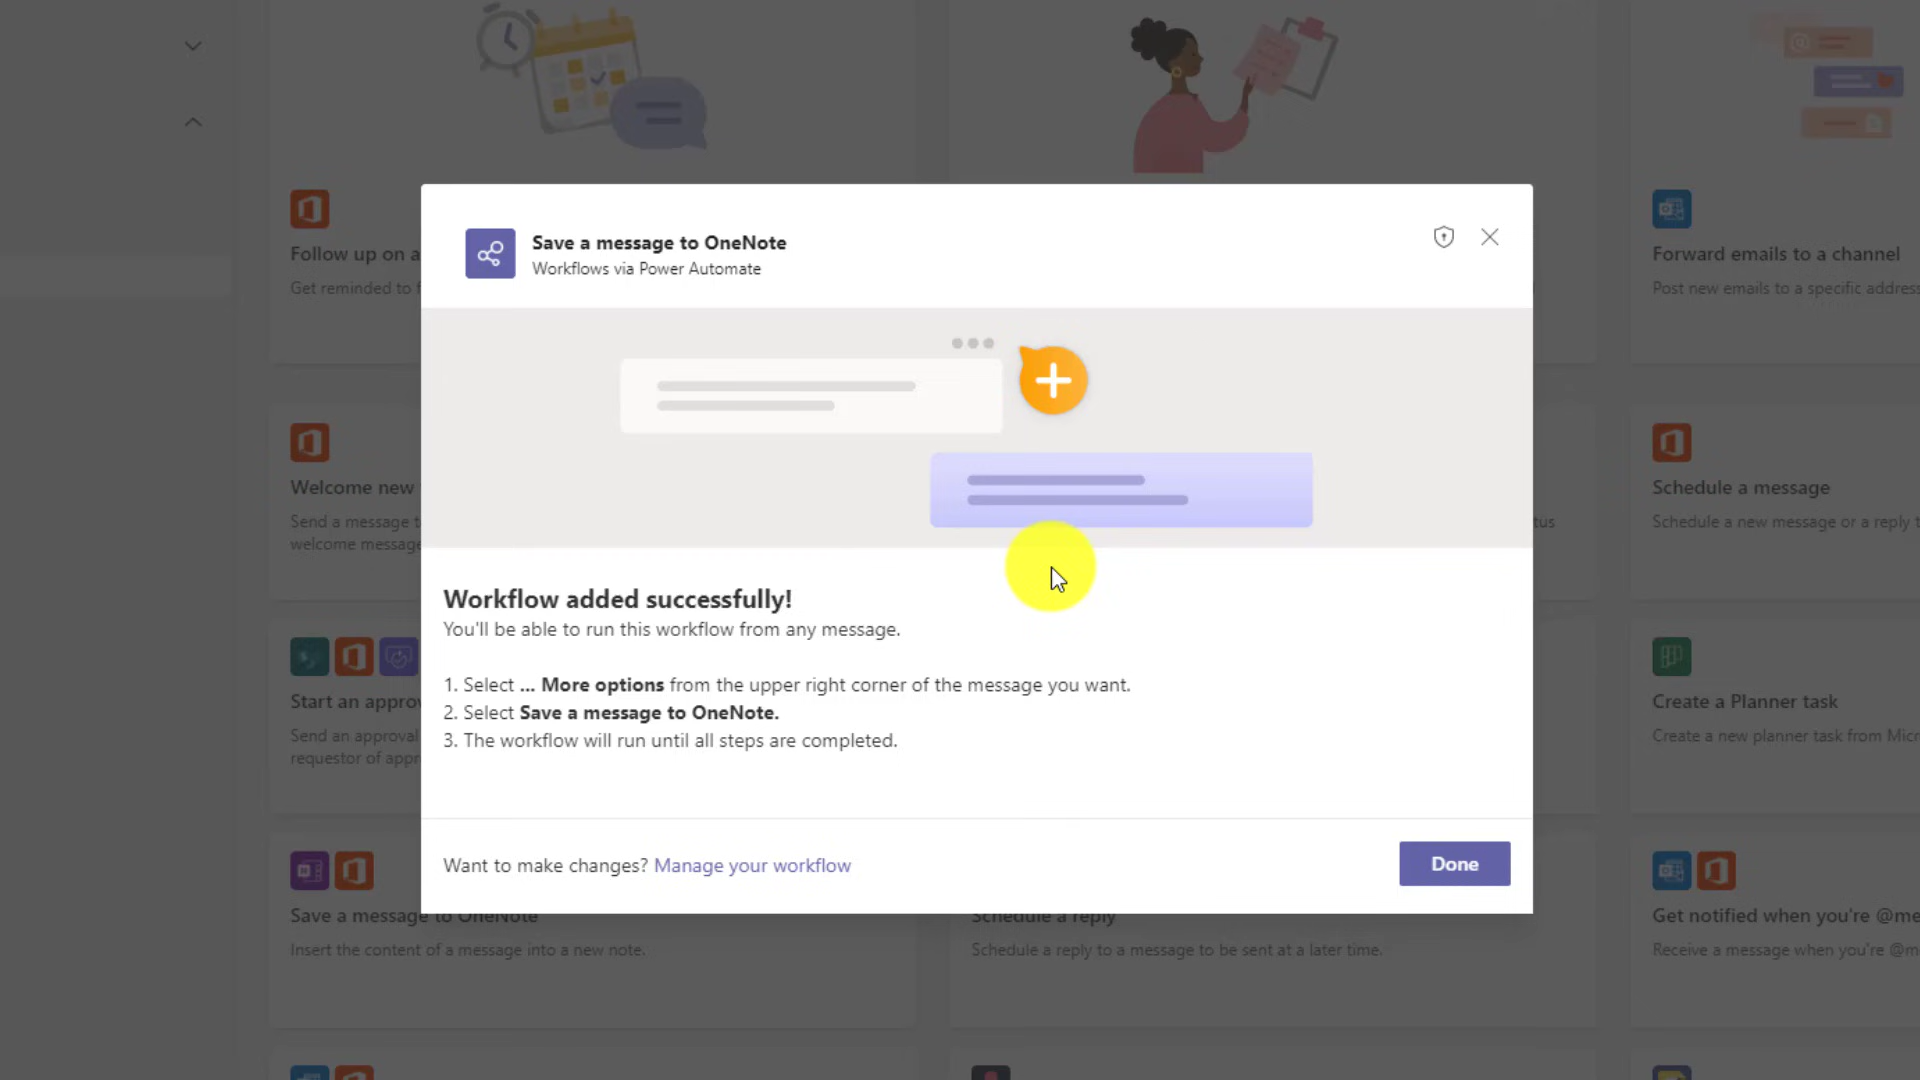 Follow up on a
Get reminded to f
Forward emails to a channel
Post new emails to a specific address
Save a message to OneNote
Workflows via Power Automate
Welcome new
Send a message t
welcome message
Schedule a message
Schedule a new message or a reply t
tus
Workflow added successfully!
You'll be able to run this workflow from any message.
1. Select ... More options from the upper right corner of the message you want.
2. Select Save a message to OneNote.
3. The workflow will run until all steps are completed.
Start an approv
Send an approval
requestor of appr
Create a Planner task
Create a new planner task from Micr
Want to make changes? Manage your workflow
Done
Save a message to OneNote
Insert the content of a message into a new note.
Schedule a reply
Schedule a reply to a message to be sent at a later time.
Get notified when you're @me
Receive a message when you're @me